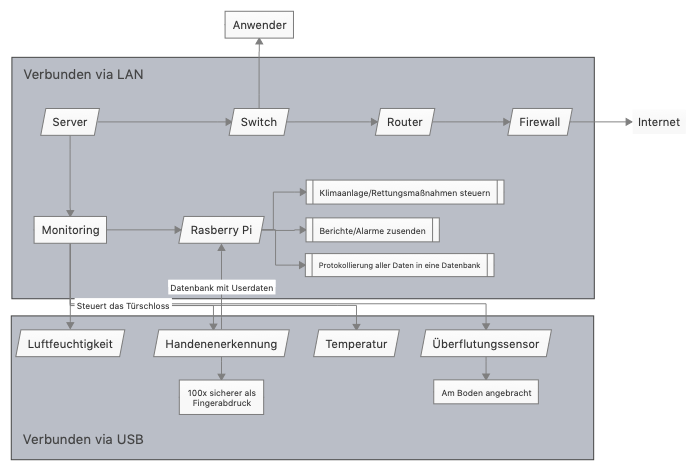 Anwender
Verbunden via LAN
Server
Switch
Router
Firewall
Internet
Klimaanlage/Rettungsmaßnahmen steuern
Monitoring
Rasberry Pi
Berichte/Alarme zusenden
Protokollierung aller Daten in eine Datenbank
Datenbank mit Userdaten
Steuert das Türschloss
Luftfeuchtigkeit
Handenenerkennung
Temperatur
Überflutungssensor
100x sicherer als
Fingerabdruck
Am Boden angebracht
Verbunden via USB